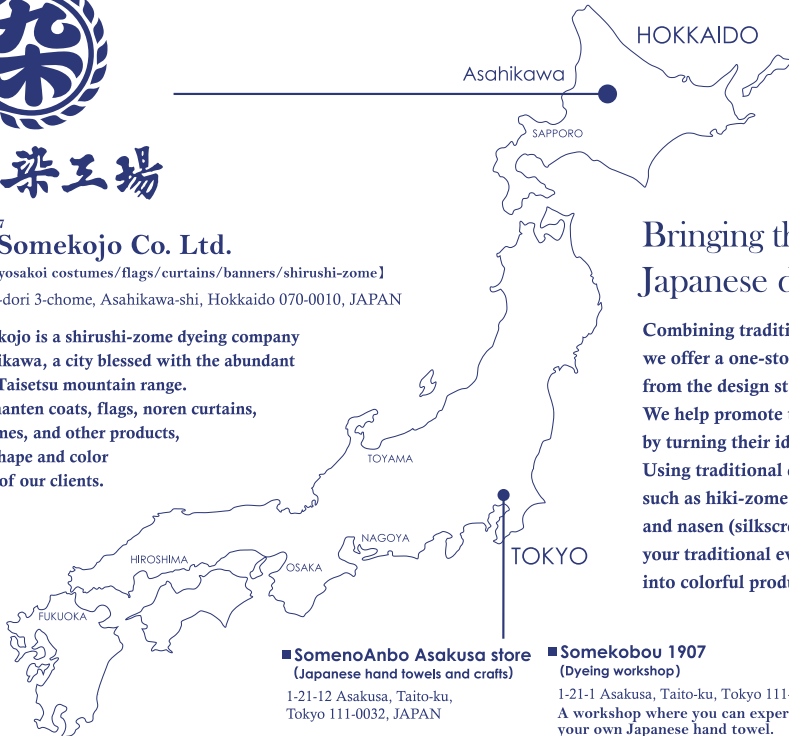 染
染工場
7
Somekojo Co. Ltd.
yosakoi costumes/flags/curtains/banners/shirushi-zome】
-dori 3-chome, Asahikawa-shi, Hokkaido 070-0010, JAPAN
kojo is a shirushi-zome dyeing company
ikawa, a city blessed with the abundant
Taisetsu mountain range.
anten coats, flags, noren curtains,
mes, and other products,
hape and color
of our clients.
HOKKAIDO
Asahikawa
SAPPORO
TOYAMA
NAGOYA
HIROSHIMA
OSAKA
FUKUOKA
TOKYO
Bringing th
Japanese d
Combining traditi
we offer a one-sto
from the design st
We help promote
by turning their id
Using traditional
such as hiki-zome
and nasen (silkscre
your traditional ev
into colorful produ
■SomenoAnbo Asakusa store
(Japanese hand towels and crafts)
1-21-12 Asakusa, Taito-ku,
Tokyo 111-0032, JAPAN
■Somekobou 1907
(Dyeing workshop)
1-21-1 Asakusa, Taito-ku, Tokyo 111-
A workshop where you can exper
your own Japanese hand towel.